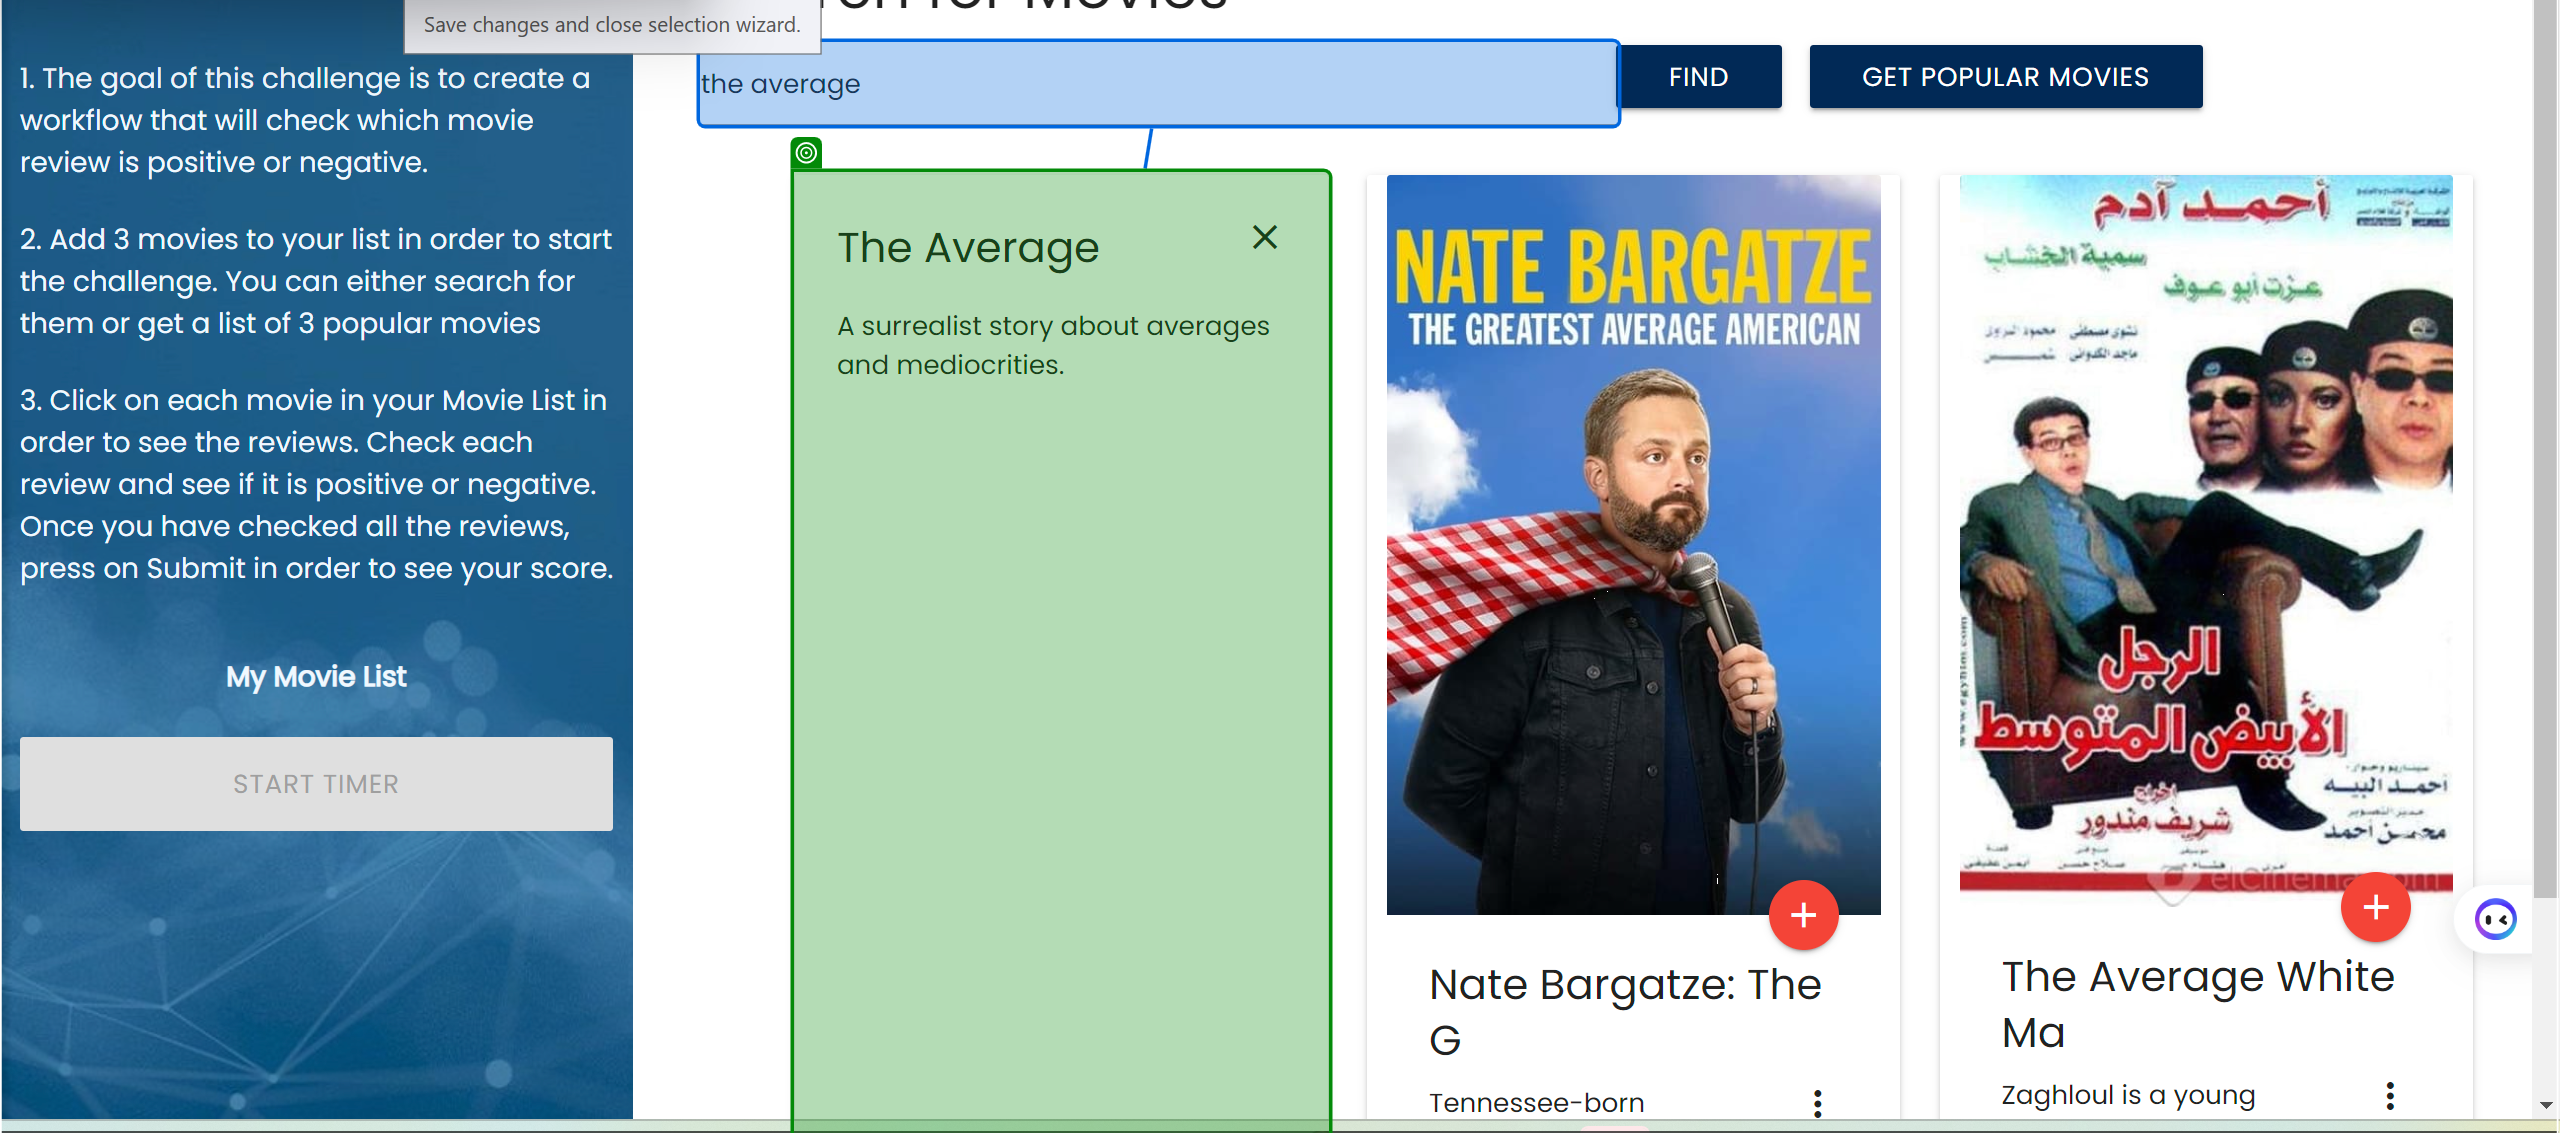 Save changes and close selection wizard.
for Movies
the average
FIND
GET POPULAR MOVIES
1. The goal of this challenge is to create a
workflow that will check which movie
review is positive or negative.
2. Add 3 movies to your list in order to start
the challenge. You can either search for
them or get a list of 3 popular movies
3. Click on each movie in your Movie List in
order to see the reviews. Check each
review and see if it is positive or negative.
Once you have checked all the reviews,
press on Submit in order to see your score.
My Movie List
START TIMER
The Average
A surrealist story about averages
and mediocrities.
NATE BARGATZE
THE GREATEST AVERAGE AMERICAN
Nate Bargatze: The
G
Tennessee-born
أحمد آدم
سمية الخشاب
عزت أبو عوف
نشوى مصطفى
ماجد الكدوانى
الرجل
الأبيض المتوسط
أحمد البيه
إخراج
شريف مندور
محسن أحمد
elcinema.com
The Average White
Ma
Zaghloul is a young